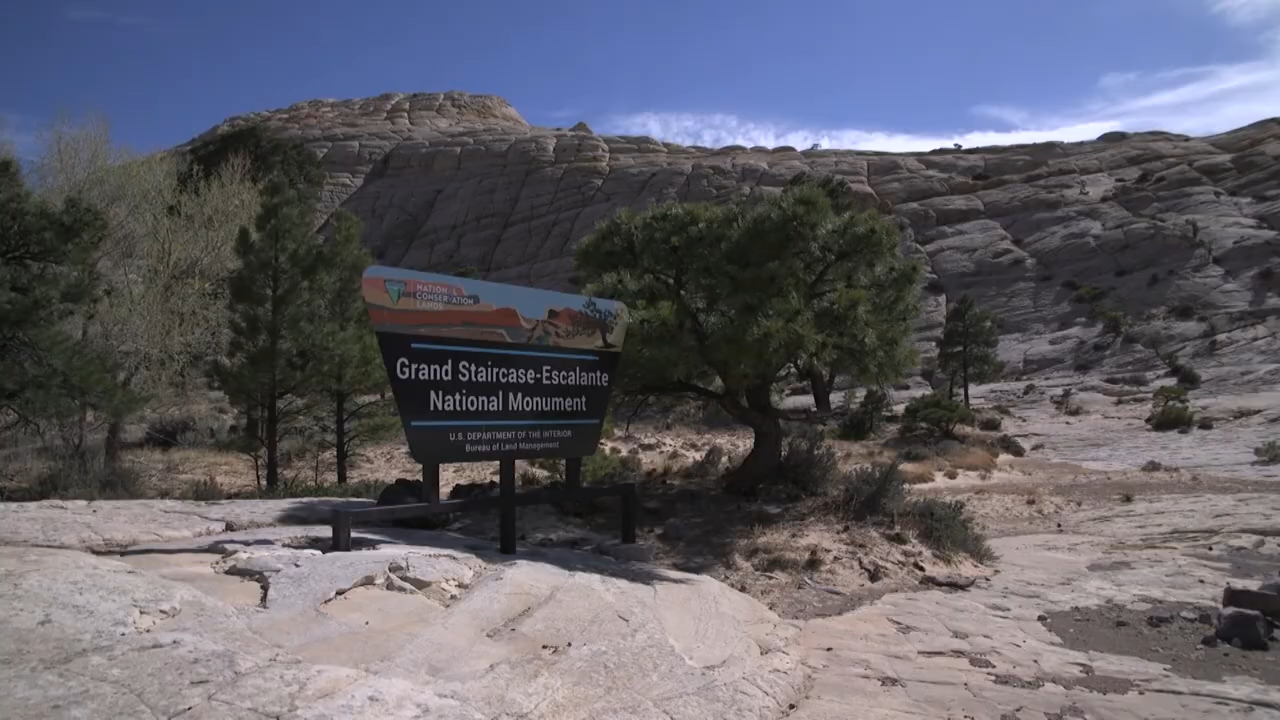 NATIONAL
CONSERVATION
LANDS
Grand Staircase-Escalante
National Monument
U.S. DEPARTMENT OF THE INTERIOR
Bureau of Land Management